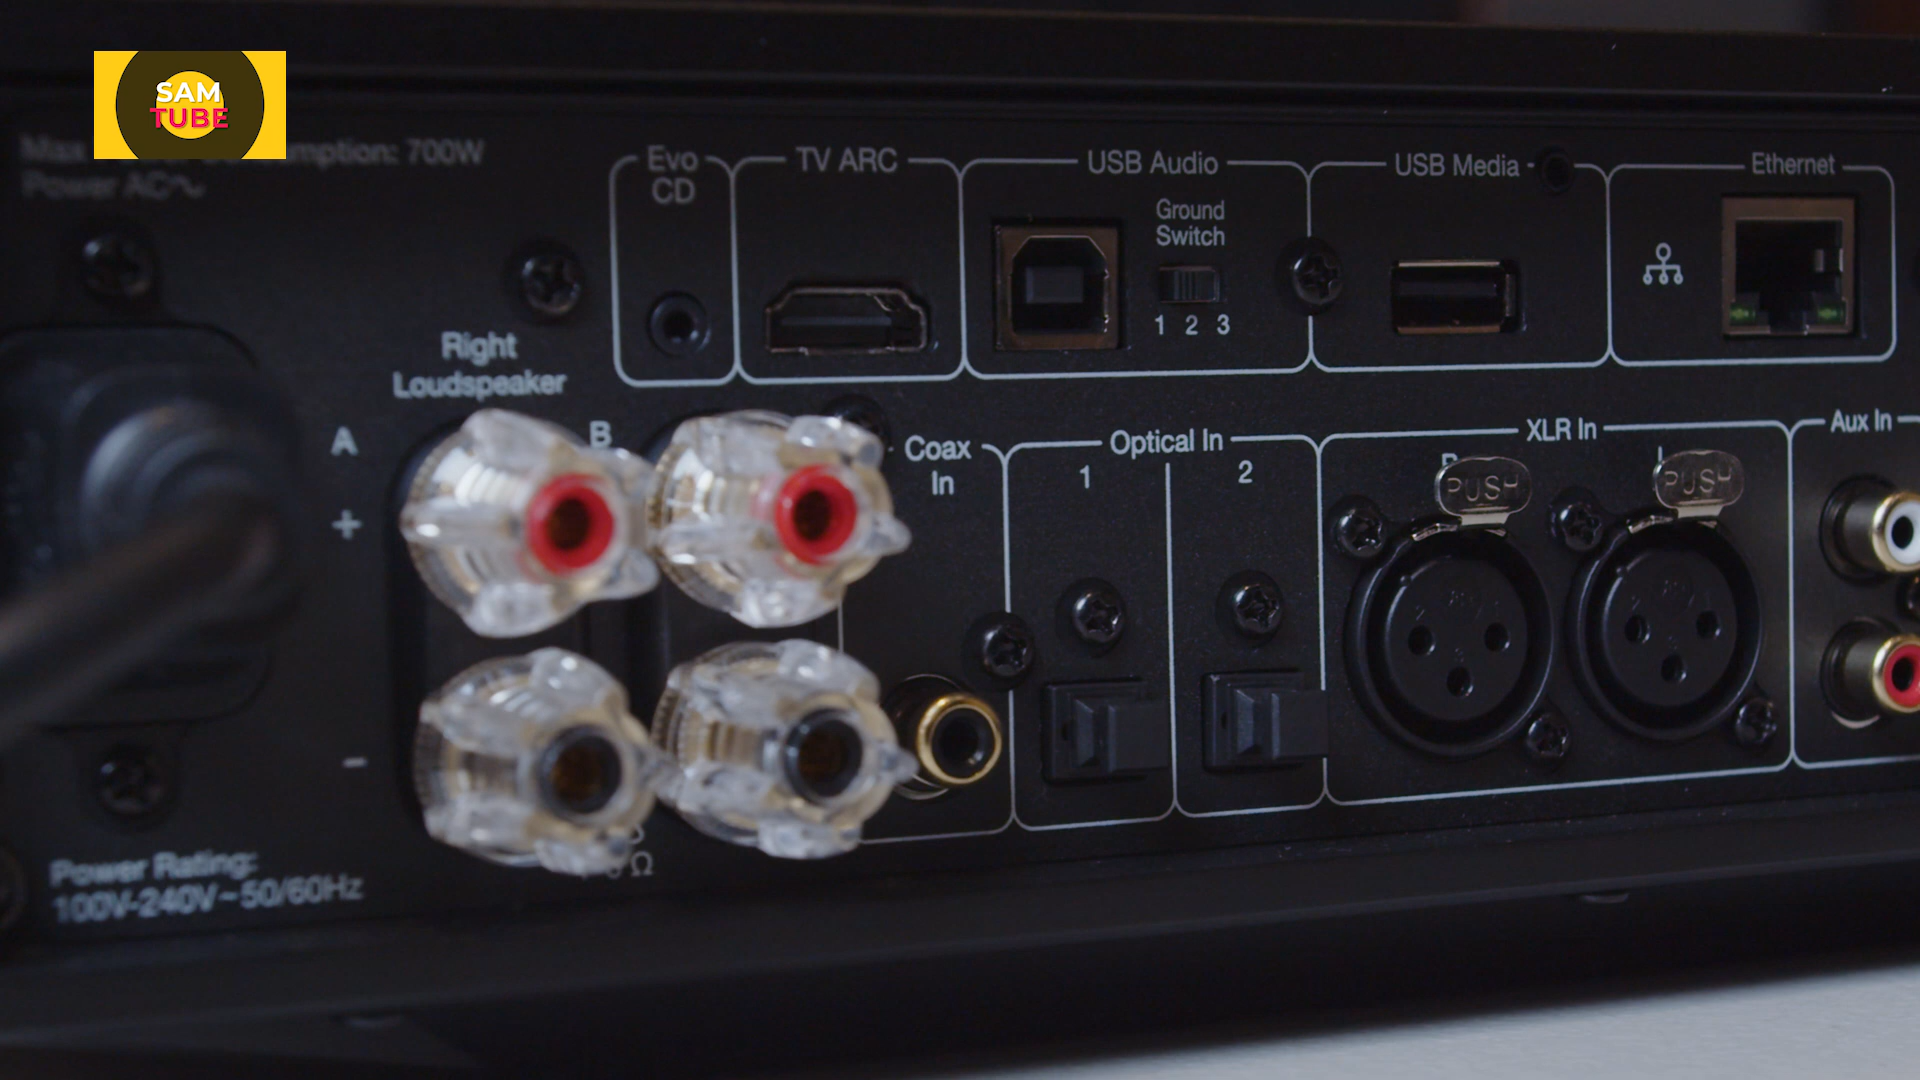 SAM
TUBE
Max
mption: 700W
Power AC
Evo
CD
TV ARC
USB Audio
Ground
Switch
1 2 3
USB Media
Ethernet
Right
Loudspeaker
A
B
+
-
Coax
In
Optical In
1
2
XLR In
PUSH
PUSH
Aux In
Power Rating:
100V-240V~50/60Hz
Ω